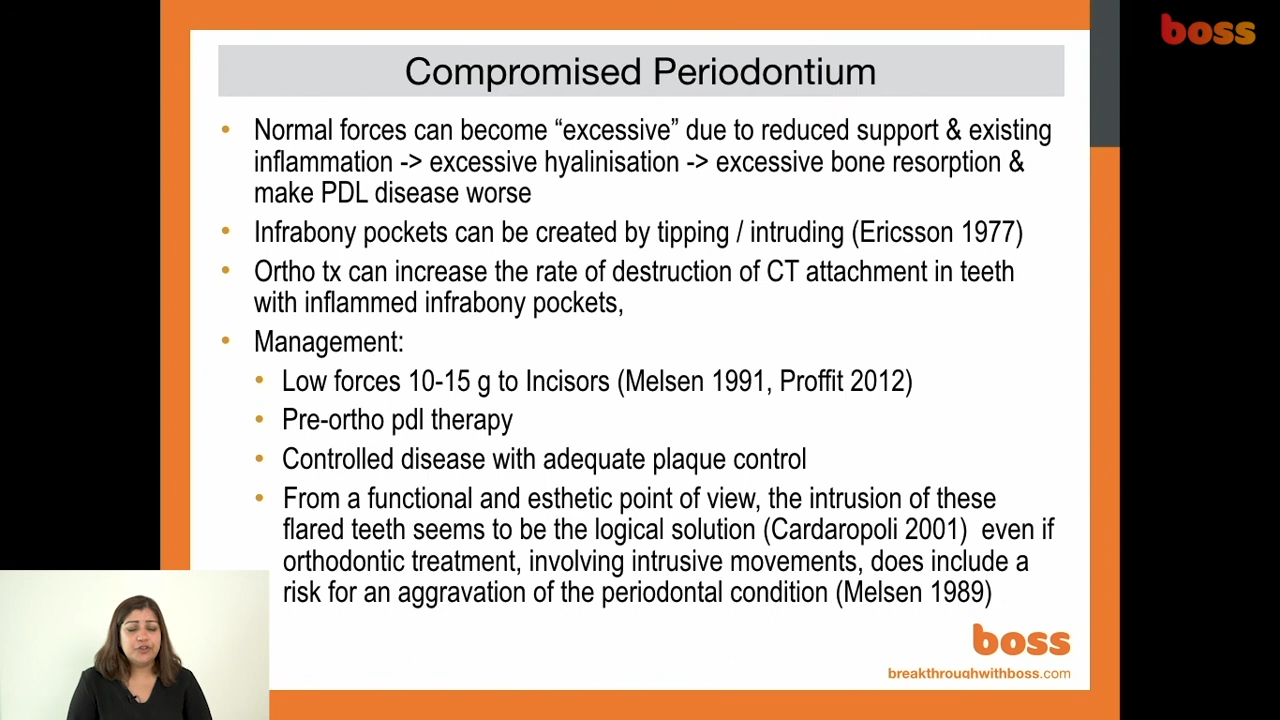 boss
Compromised Periodontium
• Normal forces can become “excessive” due to reduced support & existing
inflammation -> excessive hyalinisation -> excessive bone resorption &
make PDL disease worse
• Infrabony pockets can be created by tipping / intruding (Ericsson 1977)
• Ortho tx can increase the rate of destruction of CT attachment in teeth
with inflammed infrabony pockets,
• Management:
• Low forces 10-15 g to Incisors (Melsen 1991, Proffit 2012)
• Pre-ortho pdl therapy
• Controlled disease with adequate plaque control
• From a functional and esthetic point of view, the intrusion of these
flared teeth seems to be the logical solution (Cardaropoli 2001) even if
orthodontic treatment, involving intrusive movements, does include a
risk for an aggravation of the periodontal condition (Melsen 1989)
boss
breakthroughwithboss.com